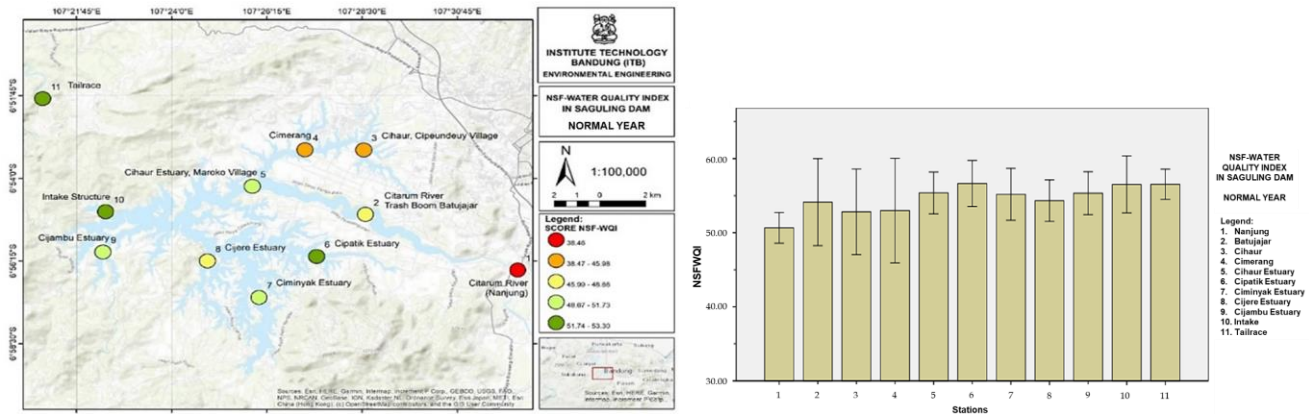 107°21'45"E 107°24'0"E 107°26'15"E 107°28'30"E 107°30'45"E
6°51'45"S
6°54'0"S
6°56'15"S
6°58'30"S
11 Tailrace
Cimerang 4
3 Cihaur, Cipeundeuy Village
Cihaur Estuary, Maroko Village 5
Intake Structure 10
2 Citarum River
Trash Boom Batujajar
Cijambu Estuary 9
8 Cijere Estuary
6 Cipatik Estuary
7 Ciminyak Estuary
1
Citarum River
(Nanjung)
INSTITUTE TECHNOLOGY
BANDUNG (ITB)
ENVIRONMENTAL ENGINEERING
NSF-WATER QUALITY INDEX
IN SAGULING DAM
NORMAL YEAR
N
1:100,000
2 1 0 2 km
Legend:
SCORE NSF-WQI
38.46
38.47 - 45.98
45.99 - 48.66
48.67 - 51.73
51.74 - 53.30
Bandung
NSFWQI
60.00
50.00
40.00
30.00
1 2 3 4 5 6 7 8 9 10 11
Stations
NSF-WATER
QUALITY INDEX
IN SAGULING DAM
NORMAL YEAR
Legend:
1. Nanjung
2. Batujajar
3. Cihaur
4. Cimerang
5. Cihaur Estuary
6. Cipatik Estuary
7. Ciminyak Estuary
8. Cijere Estuary
9. Cijambu Estuary
10. Intake
11. Tailrace